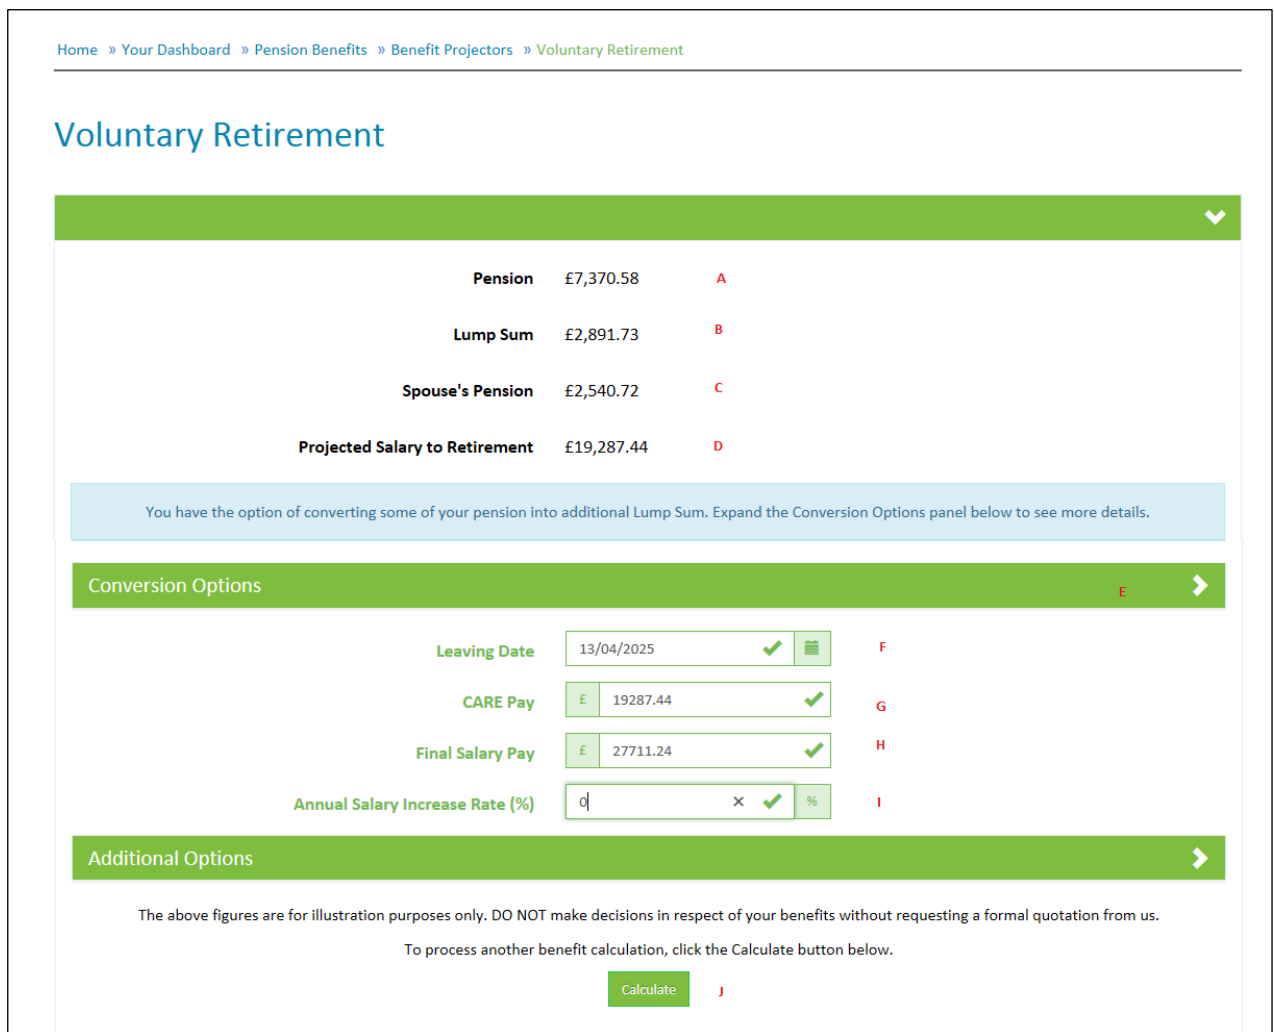 Home » Your Dashboard » Pension Benefits » Benefit Projectors » Voluntary Retirement
Voluntary Retirement
Pension £7,370.58 A
Lump Sum £2,891.73 B
Spouse's Pension £2,540.72 C
Projected Salary to Retirement £19,287.44 D
You have the option of converting some of your pension into additional Lump Sum. Expand the Conversion Options panel below to see more details.
Conversion Options E
Leaving Date 13/04/2025 F
CARE Pay £ 19287.44 G
Final Salary Pay £ 27711.24 H
Annual Salary Increase Rate (%) 0 % I
Additional Options
The above figures are for illustration purposes only. DO NOT make decisions in respect of your benefits without requesting a formal quotation from us.
To process another benefit calculation, click the Calculate button below.
Calculate J